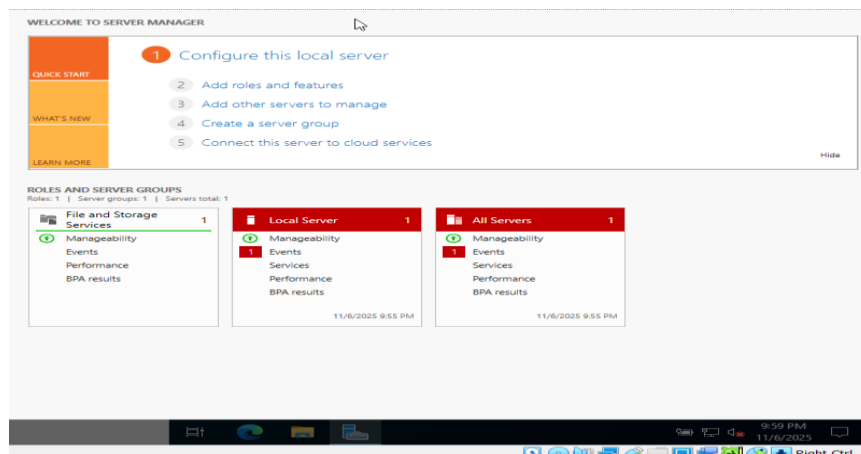 WELCOME TO SERVER MANAGER
QUICK START
WHAT'S NEW
LEARN MORE
1 Configure this local server
2 Add roles and features
3 Add other servers to manage
4 Create a server group
5 Connect this server to cloud services
Hide
ROLES AND SERVER GROUPS
Roles: 1 | Server groups: 1 | Servers total: 1
File and Storage
Services 1
Manageability
Events
Performance
BPA results
Local Server 1
Manageability
1 Events
Services
Performance
BPA results
11/6/2025 9:55 PM
All Servers 1
Manageability
1 Events
Services
Performance
BPA results
11/6/2025 9:55 PM
9:59 PM
11/6/2025
Right Ctrl